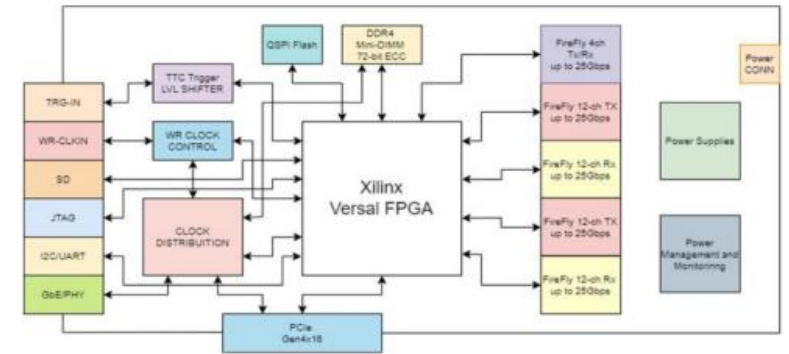 QSPI Flash
DDR4
Mini-DIMM
72-bit ECC
FireFly 4ch
Tx/Rx
up to 25Gbps
Power
CONN
TTC Trigger
LVL SHIFTER
TRG-IN
FireFly 12-ch TX
up to 25Gbps
WR-CLKIN
WR CLOCK
CONTROL
Power Supplies
SD
Xilinx
Versal FPGA
FireFly 12-ch Rx
up to 25Gbps
JTAG
CLOCK
DISTRIBUITION
FireFly 12-ch TX
up to 25Gbps
I2C/UART
Power
Management and
Monitoring
GbE/PHY
FireFly 12-ch Rx
up to 25Gbps
PCIe
Gen4x16